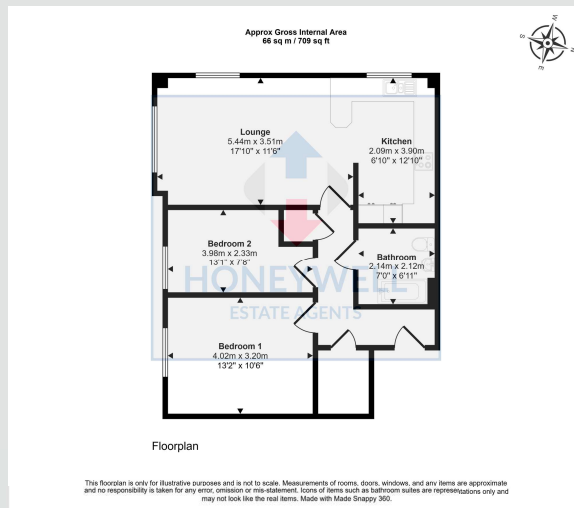 Approx Gross Internal Area
66 sq m / 709 sq ft
W
S
N
E
Lounge
5.44m x 3.51m
17'10" x 11'6"
Kitchen
2.09m x 3.90m
6'10" x 12'10"
Bedroom 2
3.98m x 2.33m
13'1" x 7'8"
Bathroom
2.14m x 2.12m
7'0" x 6'11"
HONEYWELL
ESTATE AGENTS
Bedroom 1
4.02m x 3.20m
13'2" x 10'6"
Floorplan
This floorplan is only for illustrative purposes and is not to scale. Measurements of rooms, doors, windows, and any items are approximate
and no responsibility is taken for any error, omission or mis-statement. Icons of items such as bathroom suites are representations only and
may not look like the real items. Made with Made Snappy 360.